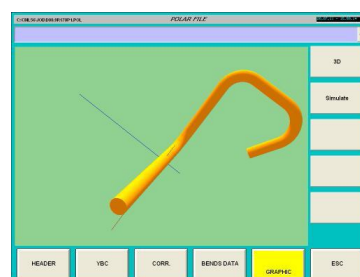 POLAR FILE
3D
Simulate
HEADER
YBC
CORR.
BENDS DATA
GRAPHIC
ESC